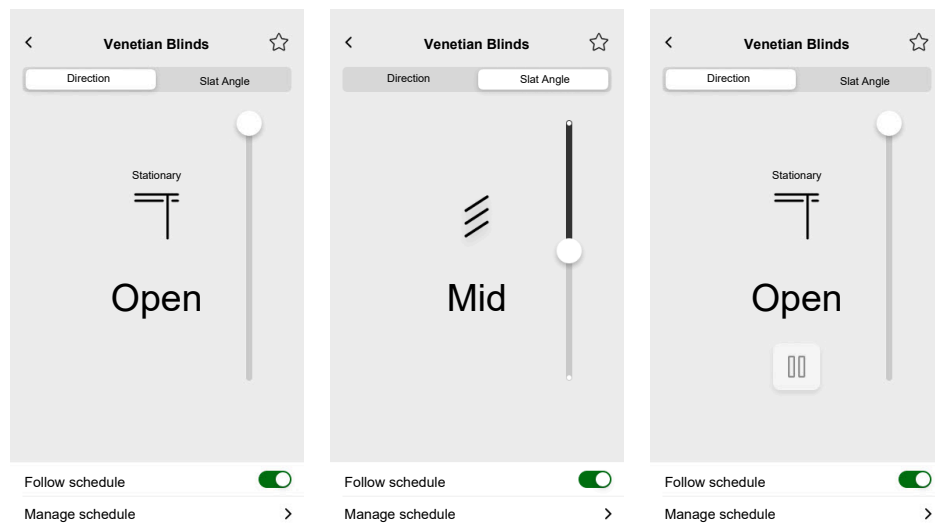 Venetian Blinds
Direction
Slat Angle
Stationary
Open
Follow schedule
Manage schedule
Venetian Blinds
Direction
Slat Angle
Mid
Follow schedule
Manage schedule
Venetian Blinds
Direction
Slat Angle
Stationary
Open
Follow schedule
Manage schedule